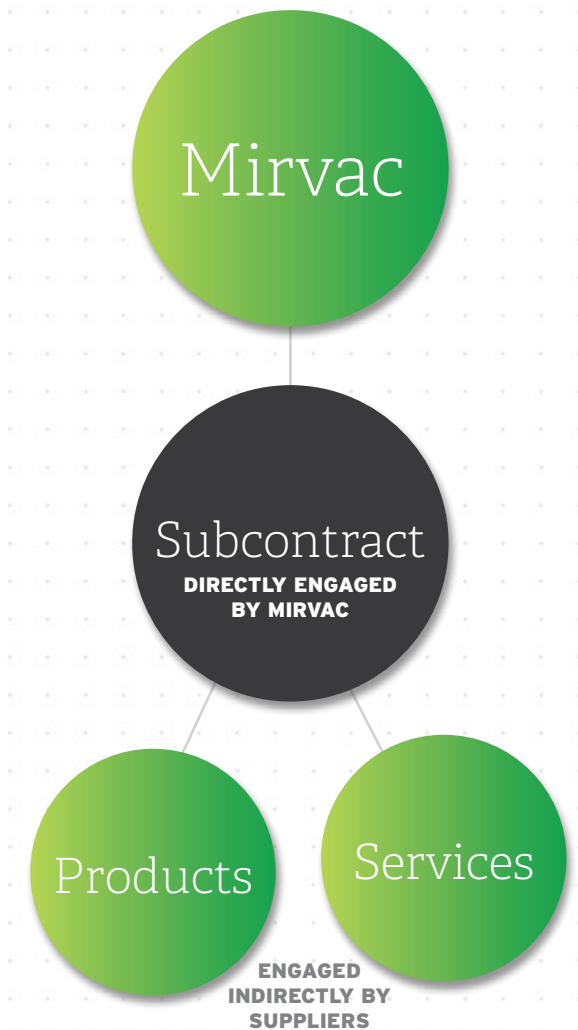 Mirvac
Subcontract
DIRECTLY ENGAGED
BY MIRVAC
Products
Services
ENGAGED
INDIRECTLY BY
SUPPLIERS